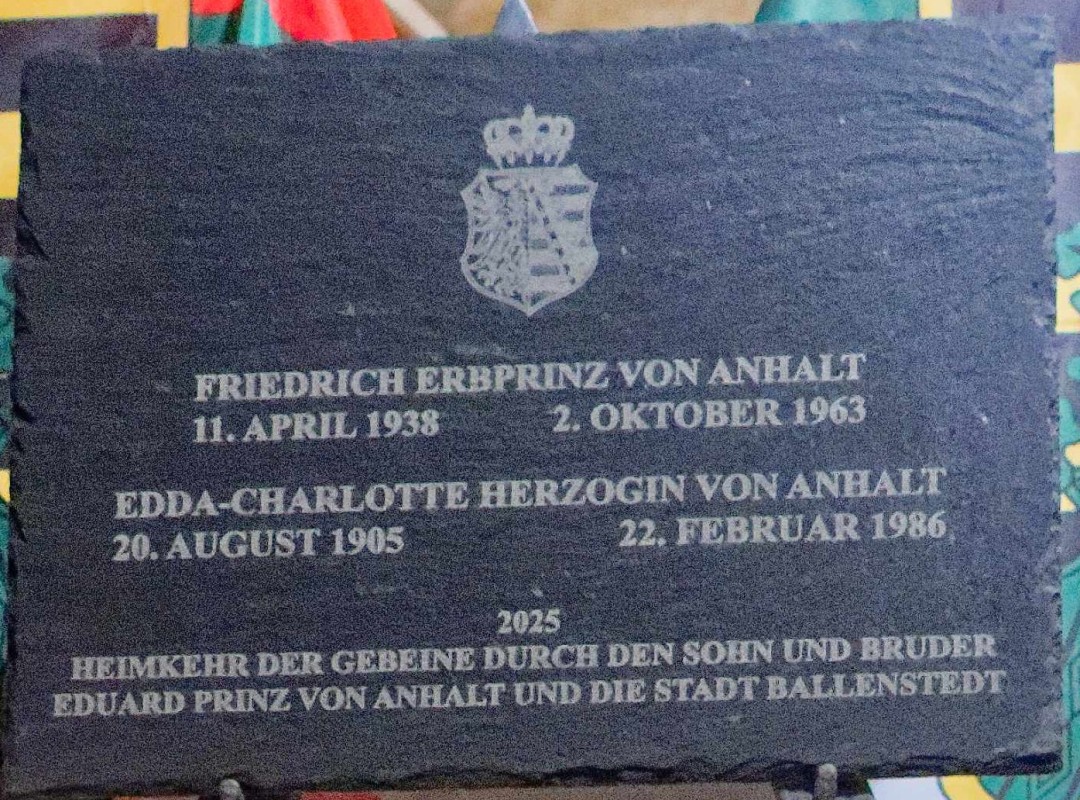 FRIEDRICH ERBPRINZ VON ANHALT
11. APRIL 1938 2. OKTOBER 1963
EDDA-CHARLOTTE HERZOGIN VON ANHALT
20. AUGUST 1905 22. FEBRUAR 1986
2025
HEIMKEHR DER GEBEINE DURCH DEN SOHN UND BRUDER
EDUARD PRINZ VON ANHALT UND DIE STADT BALLENSTEDT